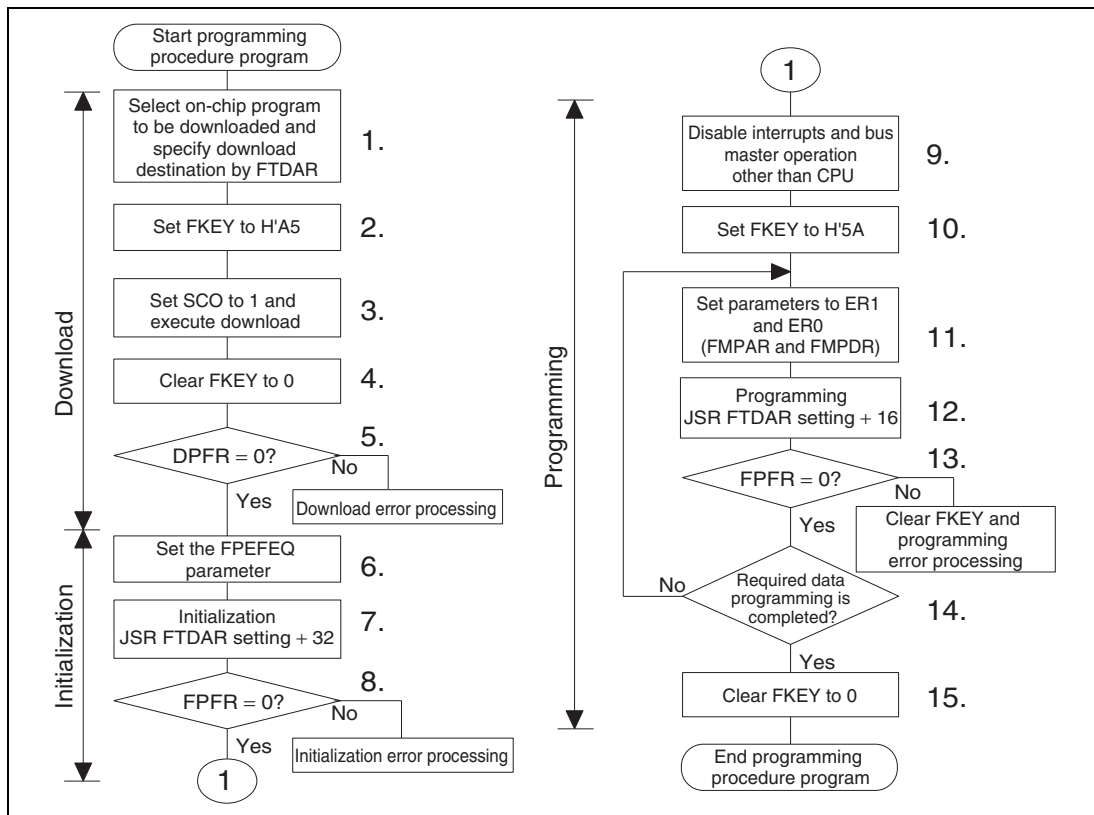 Start programming
procedure program
Download
Select on-chip program
to be downloaded and
specify download
destination by FTDAR
1.
Set FKEY to H'A5
2.
Set SCO to 1 and
execute download
3.
Clear FKEY to 0
4.
DPFR = 0?
5.
No
Yes
Download error processing
Initialization
Set the FPEFEQ
parameter
6.
Initialization
JSR FTDAR setting + 32
7.
FPFR = 0?
8.
No
Yes
Initialization error processing
1
1
Programming
Disable interrupts and bus
master operation
other than CPU
9.
Set FKEY to H'5A
10.
Set parameters to ER1
and ER0
(FMPAR and FMPDR)
11.
Programming
JSR FTDAR setting + 16
12.
FPFR = 0?
13.
No
Yes
Clear FKEY and
programming
error processing
No
Required data
programming is
completed?
14.
Yes
Clear FKEY to 0
15.
End programming
procedure program